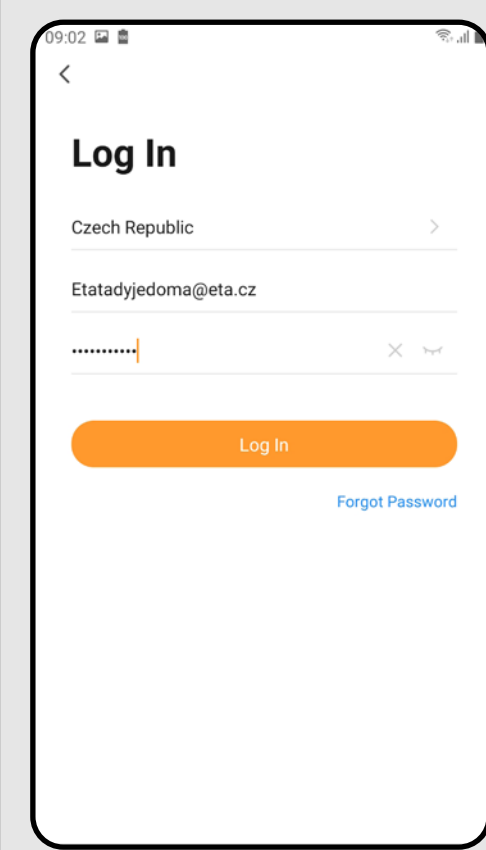 09:02
Log In
Czech Republic
Etatadyjedoma@eta.cz
•••••••••••
Log In
Forgot Password